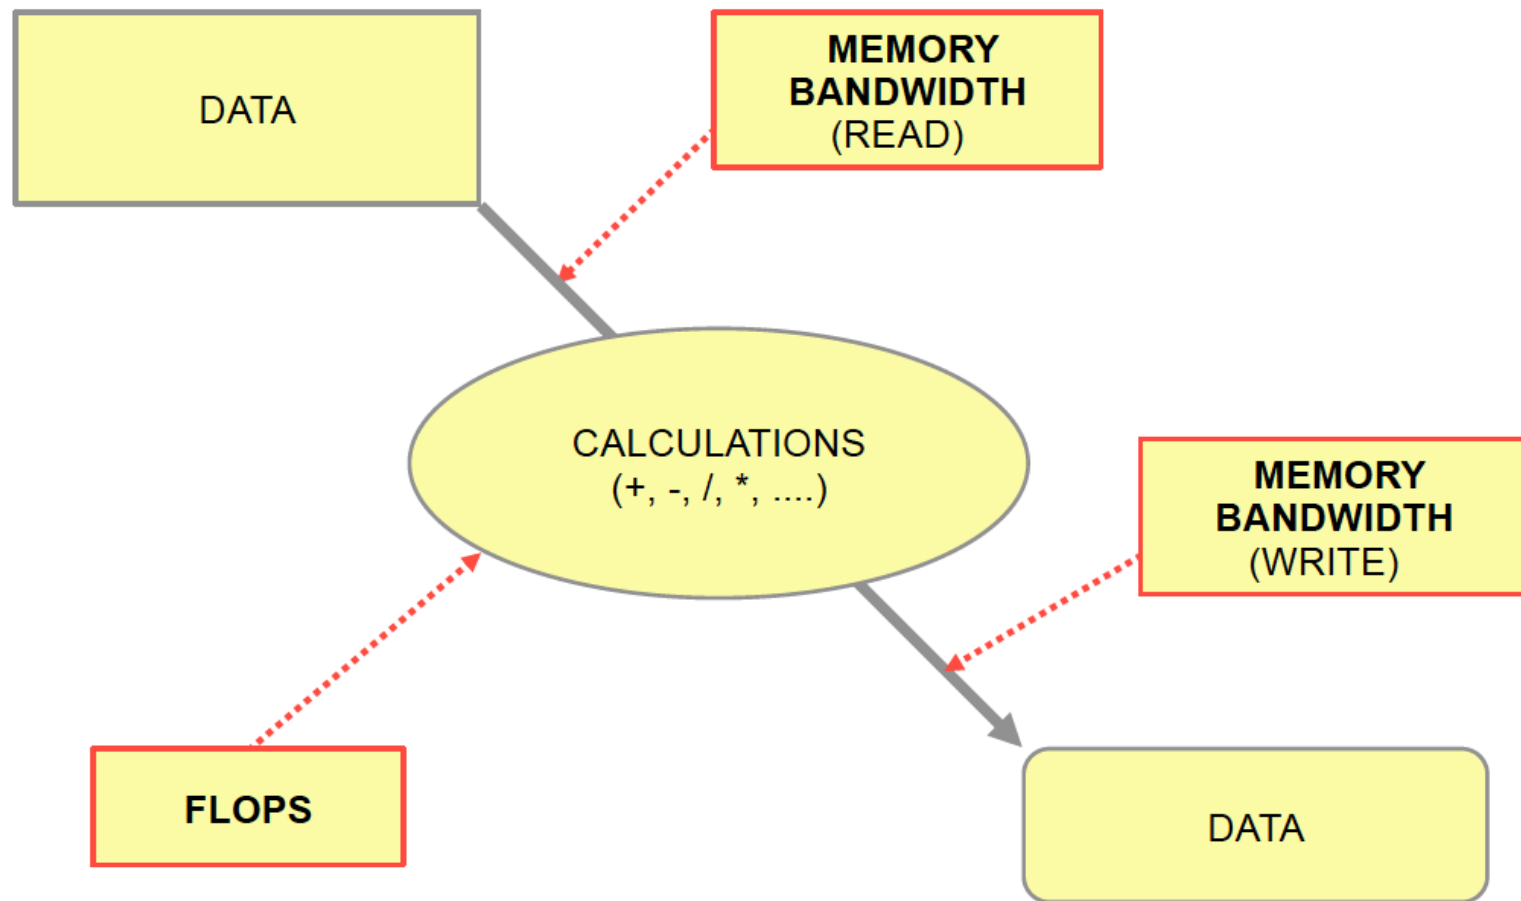 DATA
MEMORY
BANDWIDTH
(READ)
CALCULATIONS
(+, -, /, *, ....)
MEMORY
BANDWIDTH
(WRITE)
FLOPS
DATA